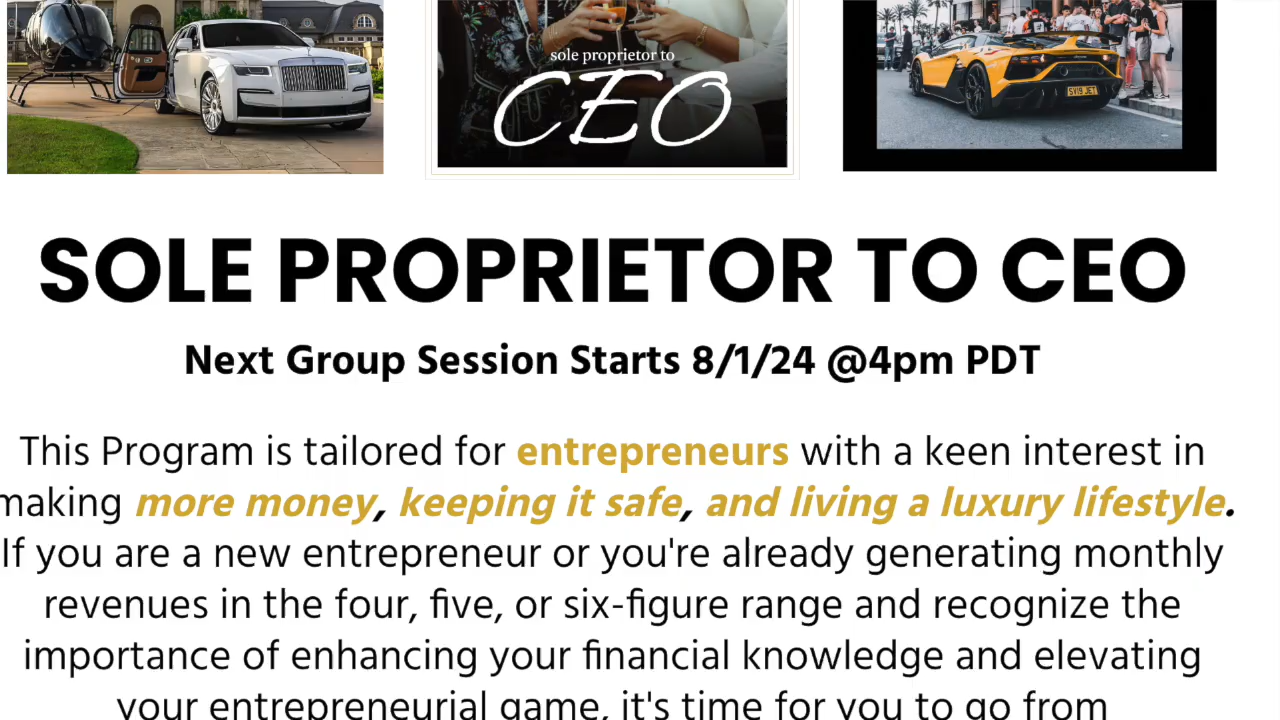 sole proprietor to
CEO
SV19 JET
SOLE PROPRIETOR TO CEO
Next Group Session Starts 8/1/24 @4pm PDT
This Program is tailored for entrepreneurs with a keen interest in
making more money, keeping it safe, and living a luxury lifestyle.
If you are a new entrepreneur or you're already generating monthly
revenues in the four, five, or six-figure range and recognize the
importance of enhancing your financial knowledge and elevating
your entrepreneurial game, it's time for you to go from